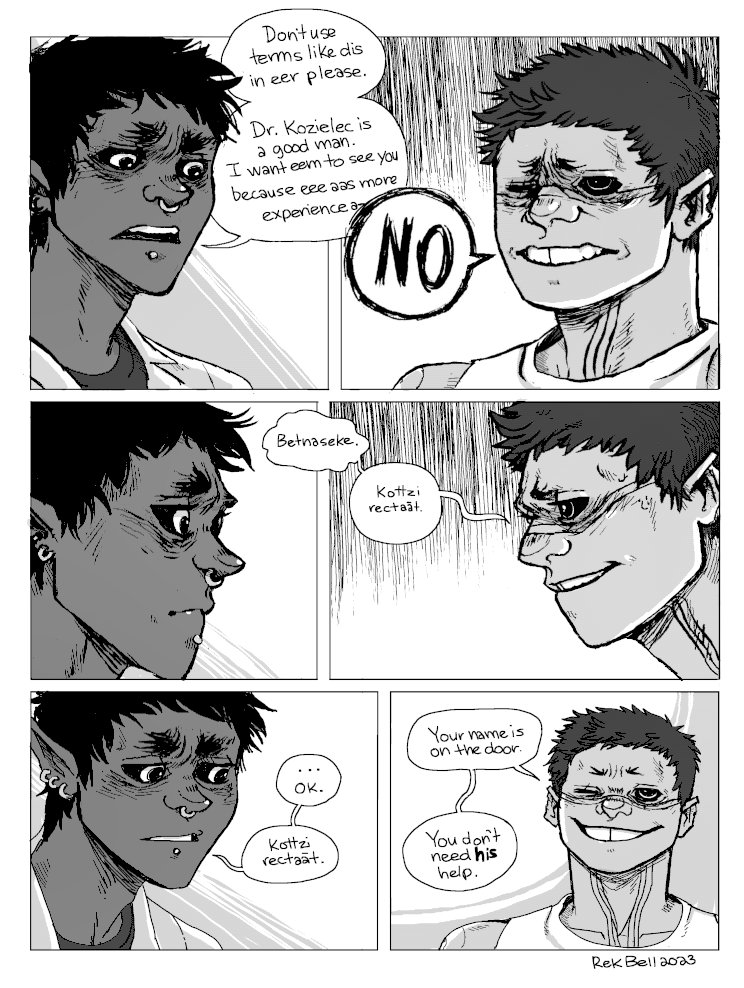 Don't use
terms like dis
in eer please.
Dr. Kozielec is
a good man.
I want eem to see you
because eee aas more
experience a-
NO
Betnaseke.
Kottzi
rectaāt.
...
OK.
Kottzi
rectaāt.
Your name is
on the door.
You don't
need his
help.
Rek Bell 2023